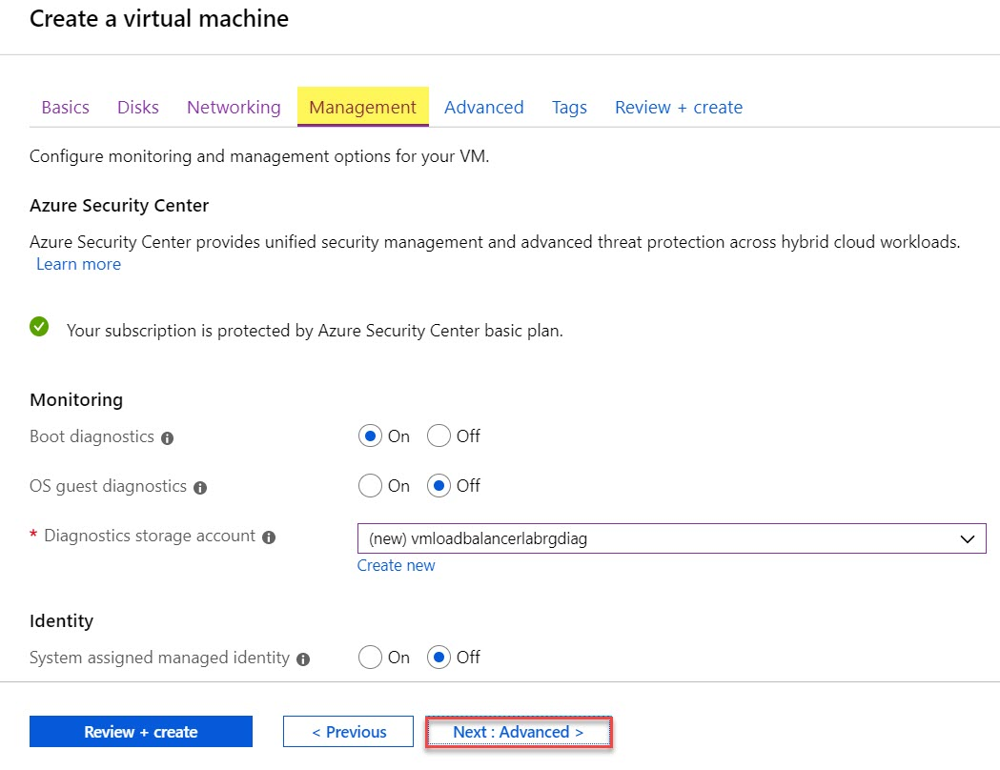 Create a virtual machine
Basics Disks Networking Management Advanced Tags Review + create
Configure monitoring and management options for your VM.
Azure Security Center
Azure Security Center provides unified security management and advanced threat protection across hybrid cloud workloads.
Learn more
Your subscription is protected by Azure Security Center basic plan.
Monitoring
Boot diagnostics On Off
OS guest diagnostics On Off
* Diagnostics storage account (new) vmloadbalancerlabrgdiag
Create new
Identity
System assigned managed identity On Off
Review + create < Previous Next : Advanced >